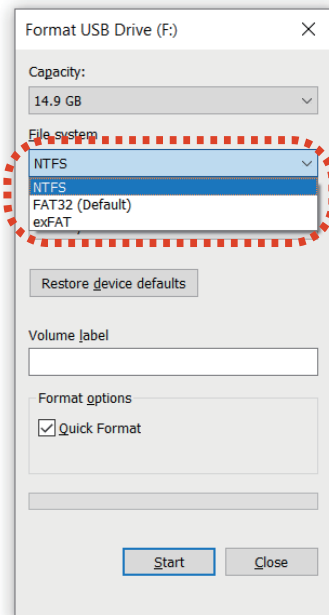 Format USB Drive (F:)
Capacity:
14.9 GB
File system
NTFS
NTFS
FAT32 (Default)
exFAT
Restore device defaults
Volume label
Format options
Quick Format
Start
Close